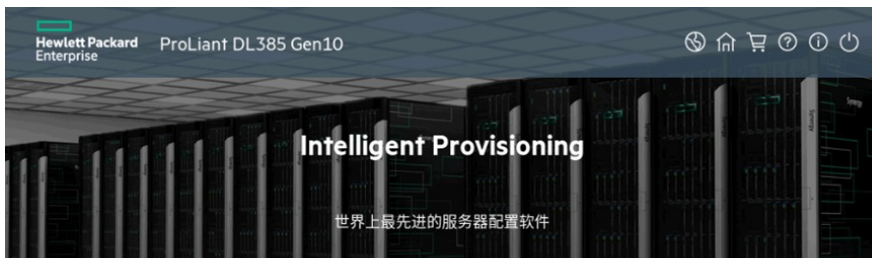 Hewlett Packard
Enterprise
ProLiant DL385 Gen10
Synergy
Intelligent Provisioning
世界上最先进的服务器配置软件